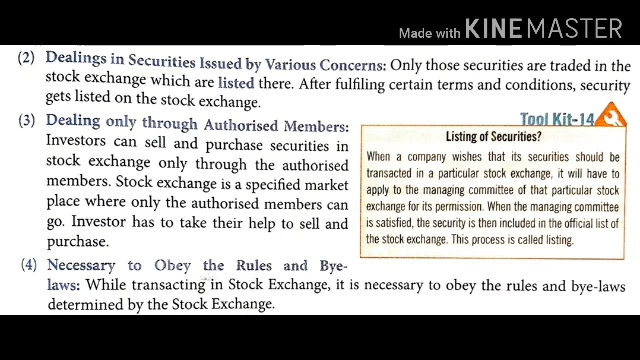 Made with KINEMASTER
(2) Dealings in Securities Issued by Various Concerns: Only those securities are traded in the
stock exchange which are listed there. After fulfiling certain terms and conditions, security
gets listed on the stock exchange.
(3) Dealing only through Authorised Members:
Investors can sell and purchase securities in
stock exchange only through the authorised
members. Stock exchange is a specified market
place where only the authorised members can
go. Investor has to take their help to sell and
purchase.
Tool Kit-14
Listing of Securities?
When a company wishes that its securities should be
transacted in a particular stock exchange, it will have to
apply to the managing committee of that particular stock
exchange for its permission. When the managing committee
is satisfied, the security is then included in the official list of
the stock exchange. This process is called listing.
(4) Necessary to Obey the Rules and Bye-
laws: While transacting in Stock Exchange, it is necessary to obey the rules and bye-laws
determined by the Stock Exchange.